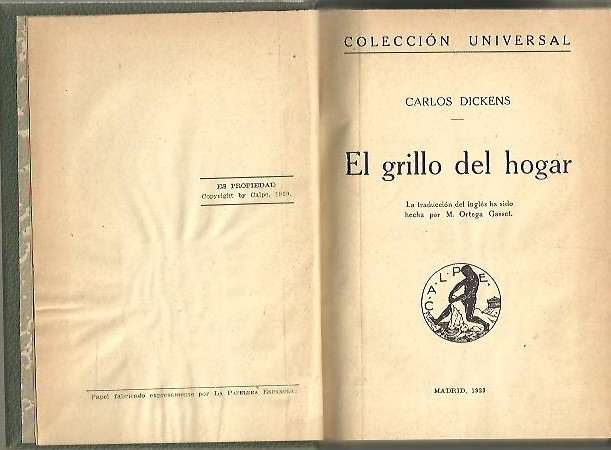 ES PROPIEDAD
Copyright by Calpe, 1920.
Papel fabricado expresamente por LA PAPELERA ESPAÑOLA.
COLECCIÓN UNIVERSAL
CARLOS DICKENS
El grillo del hogar
La traducción del inglés ha sido
hecha por M. Ortega Gasset.
C·A·L·P·E·
MADRID, 1920